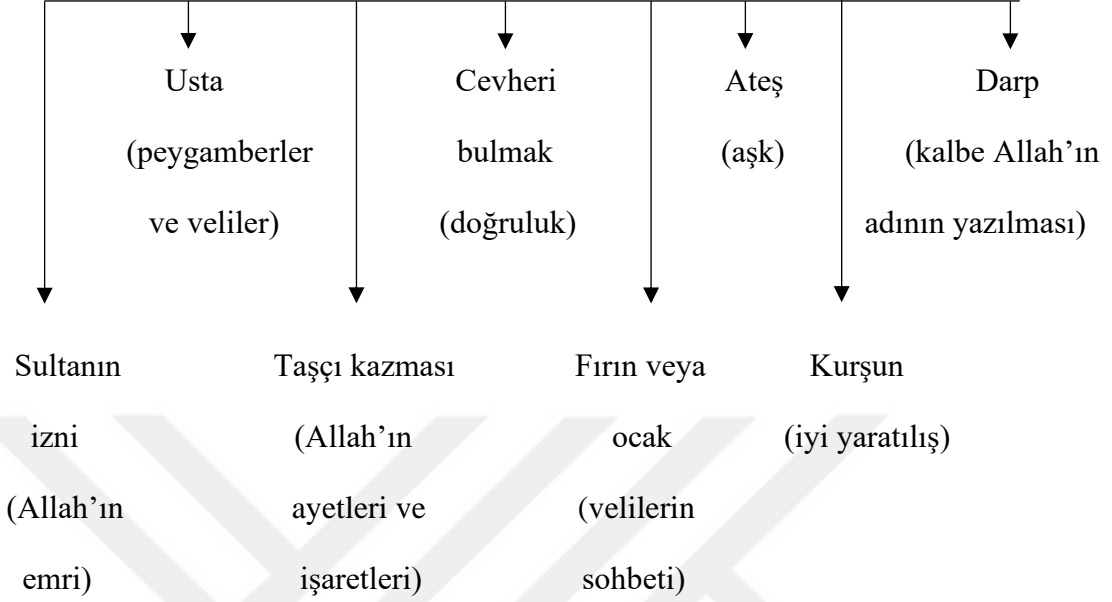 Usta Cevheri Ateş Darp
(peygamberler bulmak (aşk) (kalbe Allah’ın
ve veliler) (doğruluk) adının yazılması)
Sultanın Taşçı kazması Fırın veya Kurşun
izni (Allah’ın ocak (iyi yaratılış)
(Allah’ın ayetleri ve (velilerin
emri) işaretleri) sohbeti)